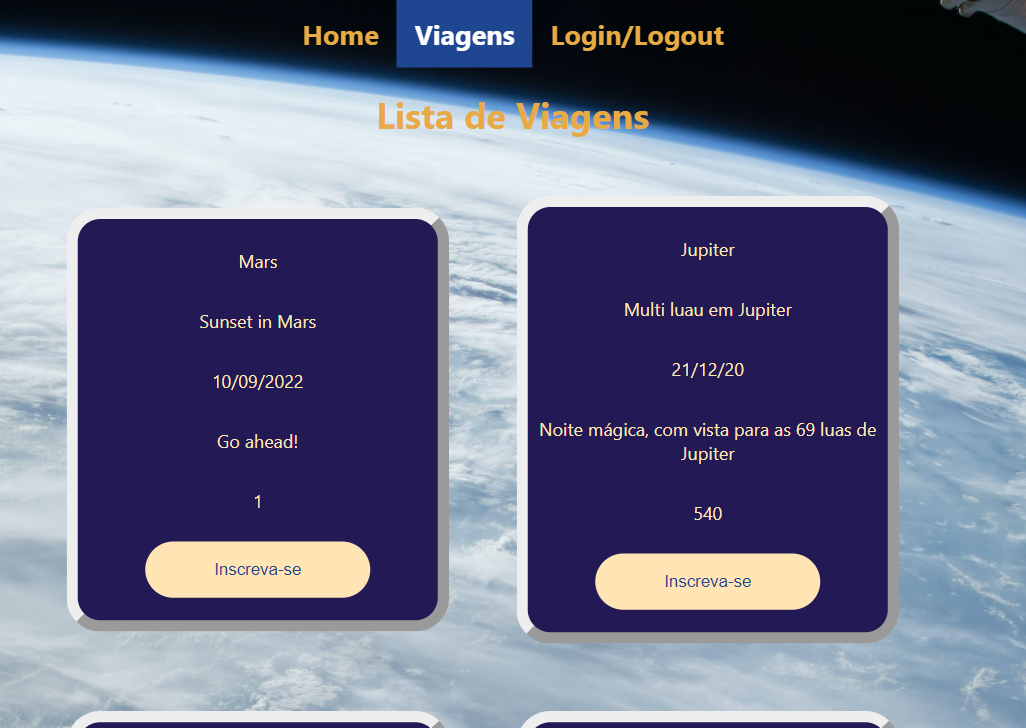 Home Viagens Login/Logout
Lista de Viagens
Mars
Sunset in Mars
10/09/2022
Go ahead!
1
Inscreva-se
Jupiter
Multi luau em Jupiter
21/12/20
Noite mágica, com vista para as 69 luas de
Jupiter
540
Inscreva-se